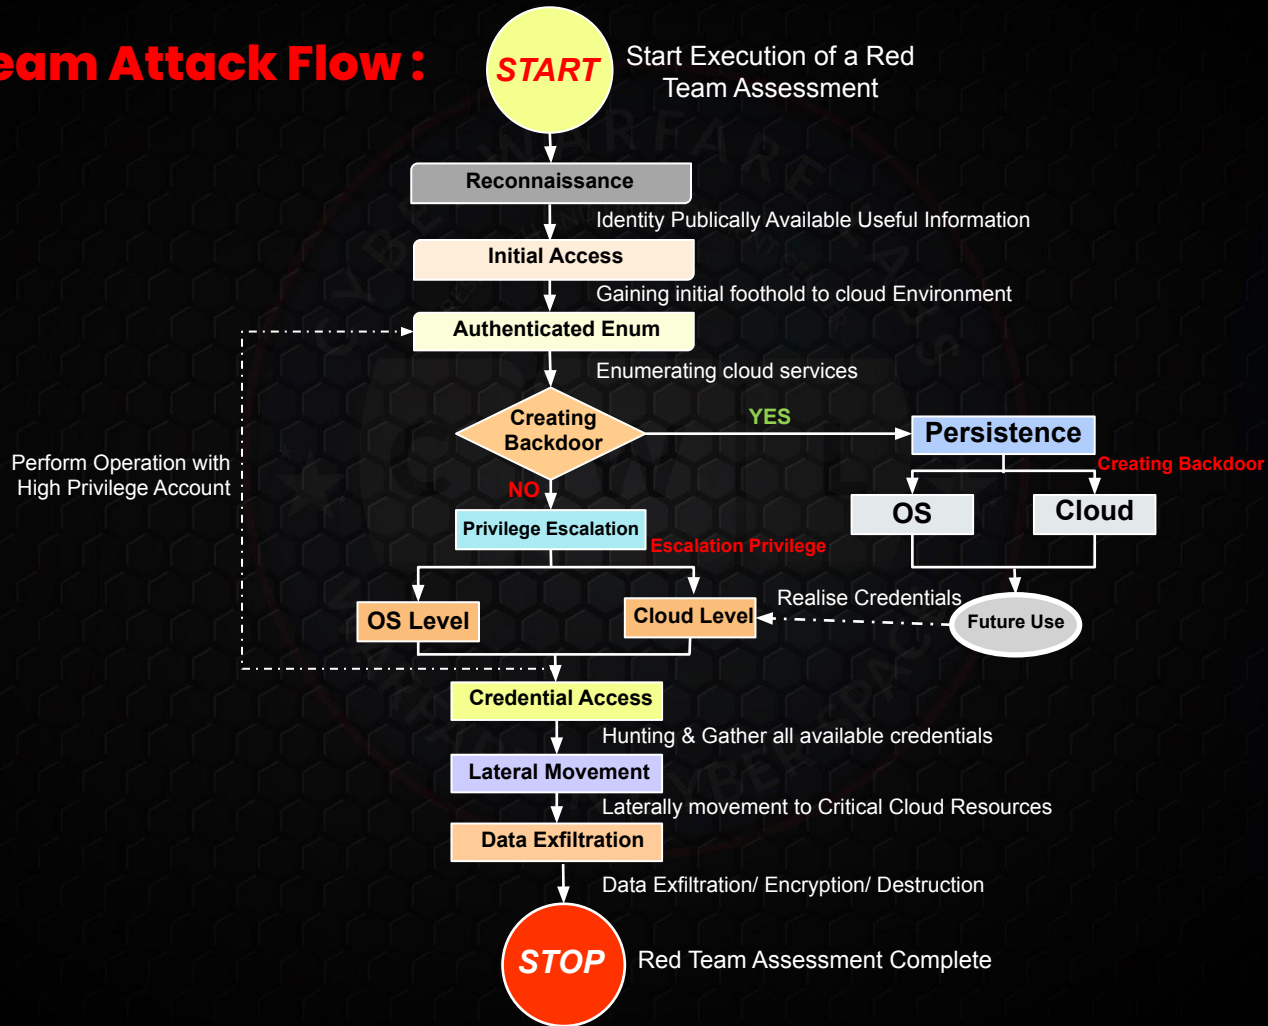 eam Attack Flow :
START
Start Execution of a Red
Team Assessment
Reconnaissance
Identity Publically Available Useful Information
Initial Access
Gaining initial foothold to cloud Environment
Authenticated Enum
Enumerating cloud services
Creating
Backdoor
YES
Persistence
Creating Backdoor
OS
Cloud
Perform Operation with
High Privilege Account
NO
Privilege Escalation
Escalation Privilege
OS Level
Cloud Level
Realise Credentials
Future Use
Credential Access
Hunting & Gather all available credentials
Lateral Movement
Laterally movement to Critical Cloud Resources
Data Exfiltration
Data Exfiltration/ Encryption/ Destruction
STOP
Red Team Assessment Complete